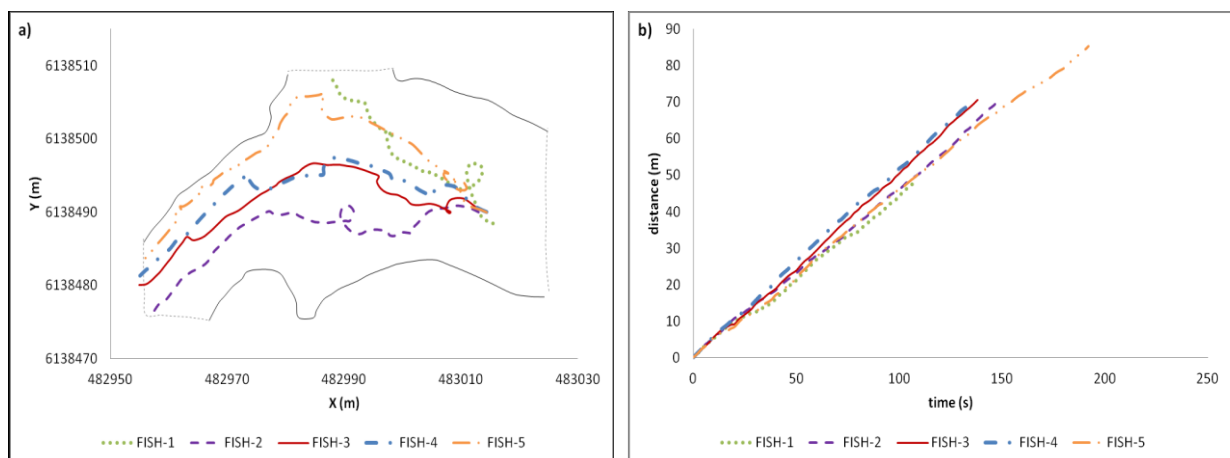 a)
6138510
6138500
6138490
6138480
6138470
Y (m)
482950 482970 482990 483010 483030
X (m)
FISH-1 FISH-2 FISH-3 FISH-4 FISH-5
b)
90
80
70
60
50
40
30
20
10
0
distance (m)
0 50 100 150 200 250
time (s)
FISH-1 FISH-2 FISH-3 FISH-4 FISH-5